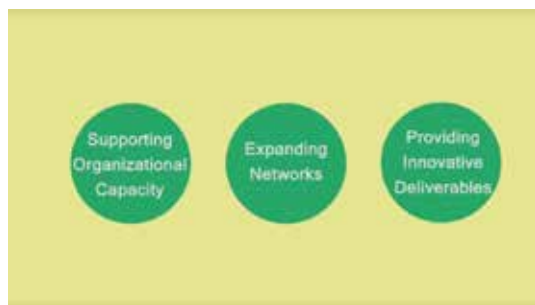 Supporting
Organizational
Capacity
Expanding
Networks
Providing
Innovative
Deliverables